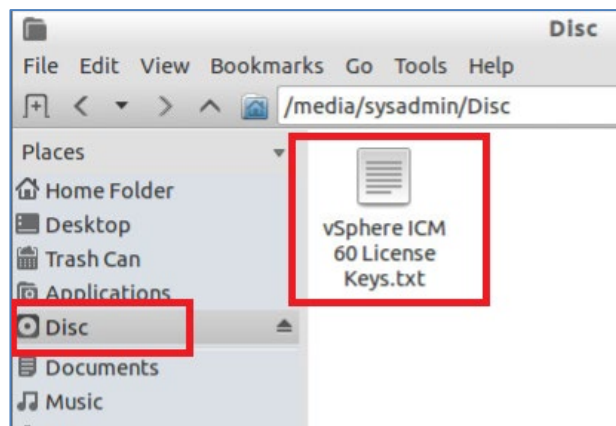 Disc
File Edit View Bookmarks Go Tools Help
/media/sysadmin/Disc
Places
Home Folder
Desktop
Trash Can
Applications
Disc
Documents
Music
vSphere ICM
60 License
Keys.txt